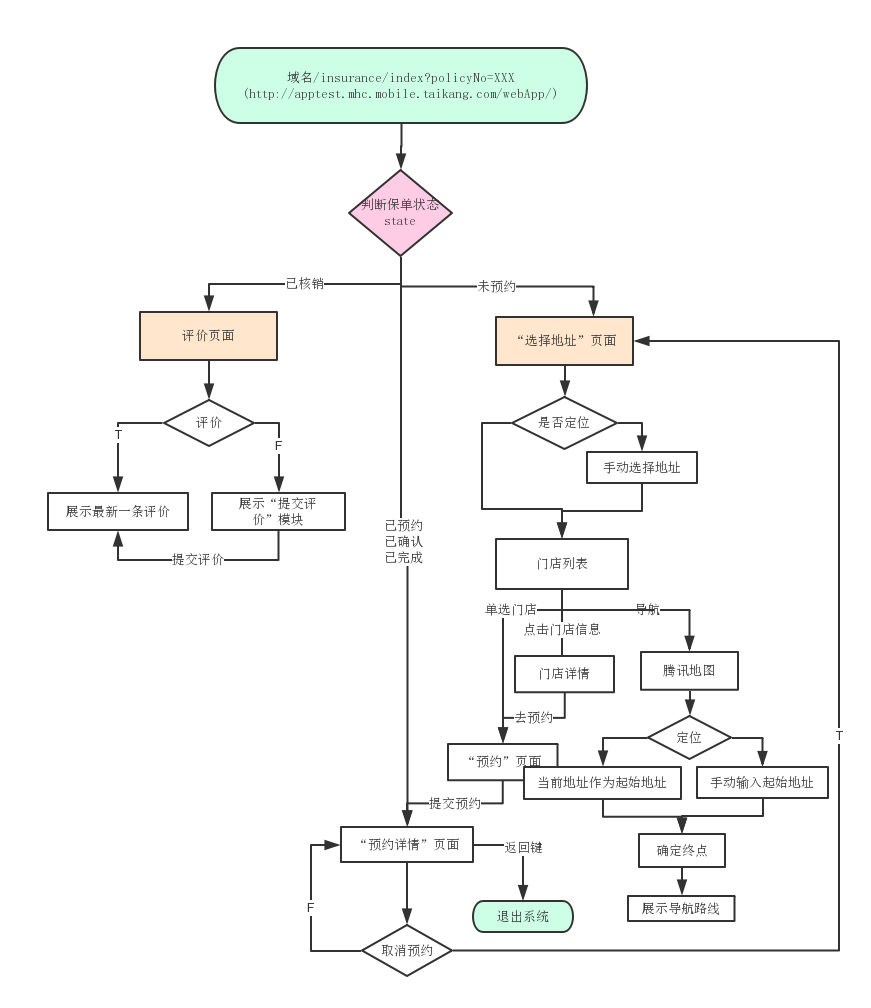 域名/insurance/index?policyNo=XXX
(http://apptest.mhc.mobile.taikang.com/webApp/)
判断保单状态
state
已核销
未预约
评价页面
“选择地址”页面
评价
是否定位
T
F
手动选择地址
展示最新一条评价
展示“提交评
价”模块
已预约
已确认
已完成
提交评价
门店列表
单选门店
导航
点击门店信息
门店详情
腾讯地图
去预约
定位
T
“预约”页面
当前地址作为起始地址
手动输入起始地址
提交预约
“预约详情”页面
返回键
确定终点
F
退出系统
展示导航路线
取消预约